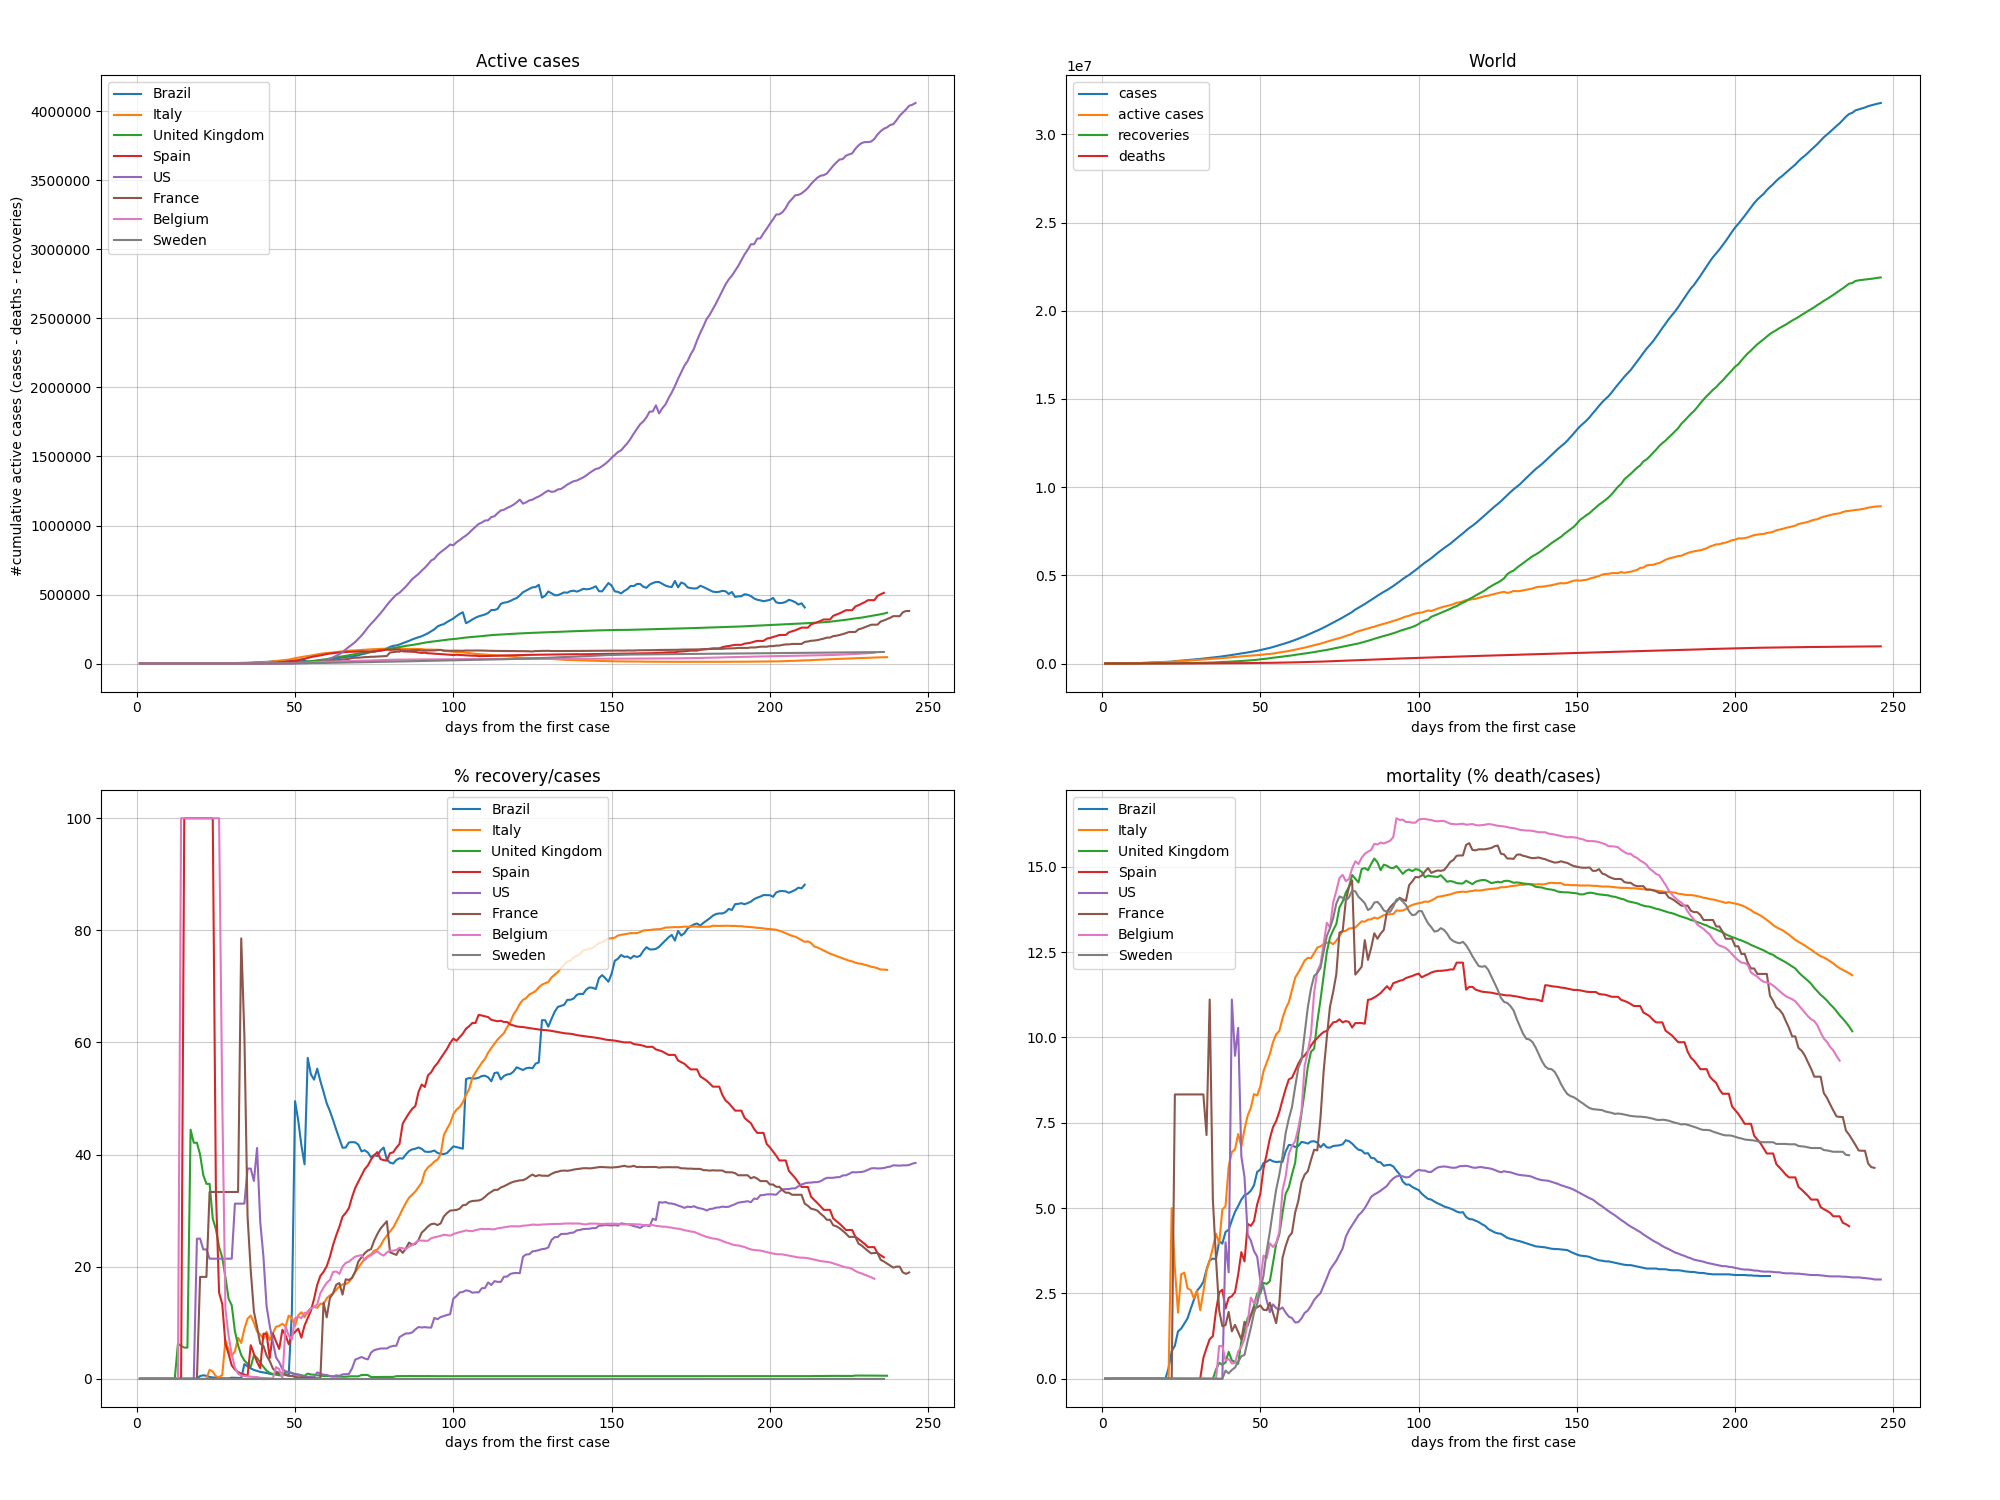 Active cases
#cumulative active cases (cases - deaths - recoveries)
4000000
3500000
3000000
2500000
2000000
1500000
1000000
500000
0
Brazil
Italy
United Kingdom
Spain
US
France
Belgium
Sweden
0 50 100 150 200 250
days from the first case
World
1e7
3.0
2.5
2.0
1.5
1.0
0.5
0.0
cases
active cases
recoveries
deaths
0 50 100 150 200 250
days from the first case
% recovery/cases
100
80
60
40
20
0
Brazil
Italy
United Kingdom
Spain
US
France
Belgium
Sweden
0 50 100 150 200 250
days from the first case
mortality (% death/cases)
15.0
12.5
10.0
7.5
5.0
2.5
0.0
Brazil
Italy
United Kingdom
Spain
US
France
Belgium
Sweden
0 50 100 150 200 250
days from the first case